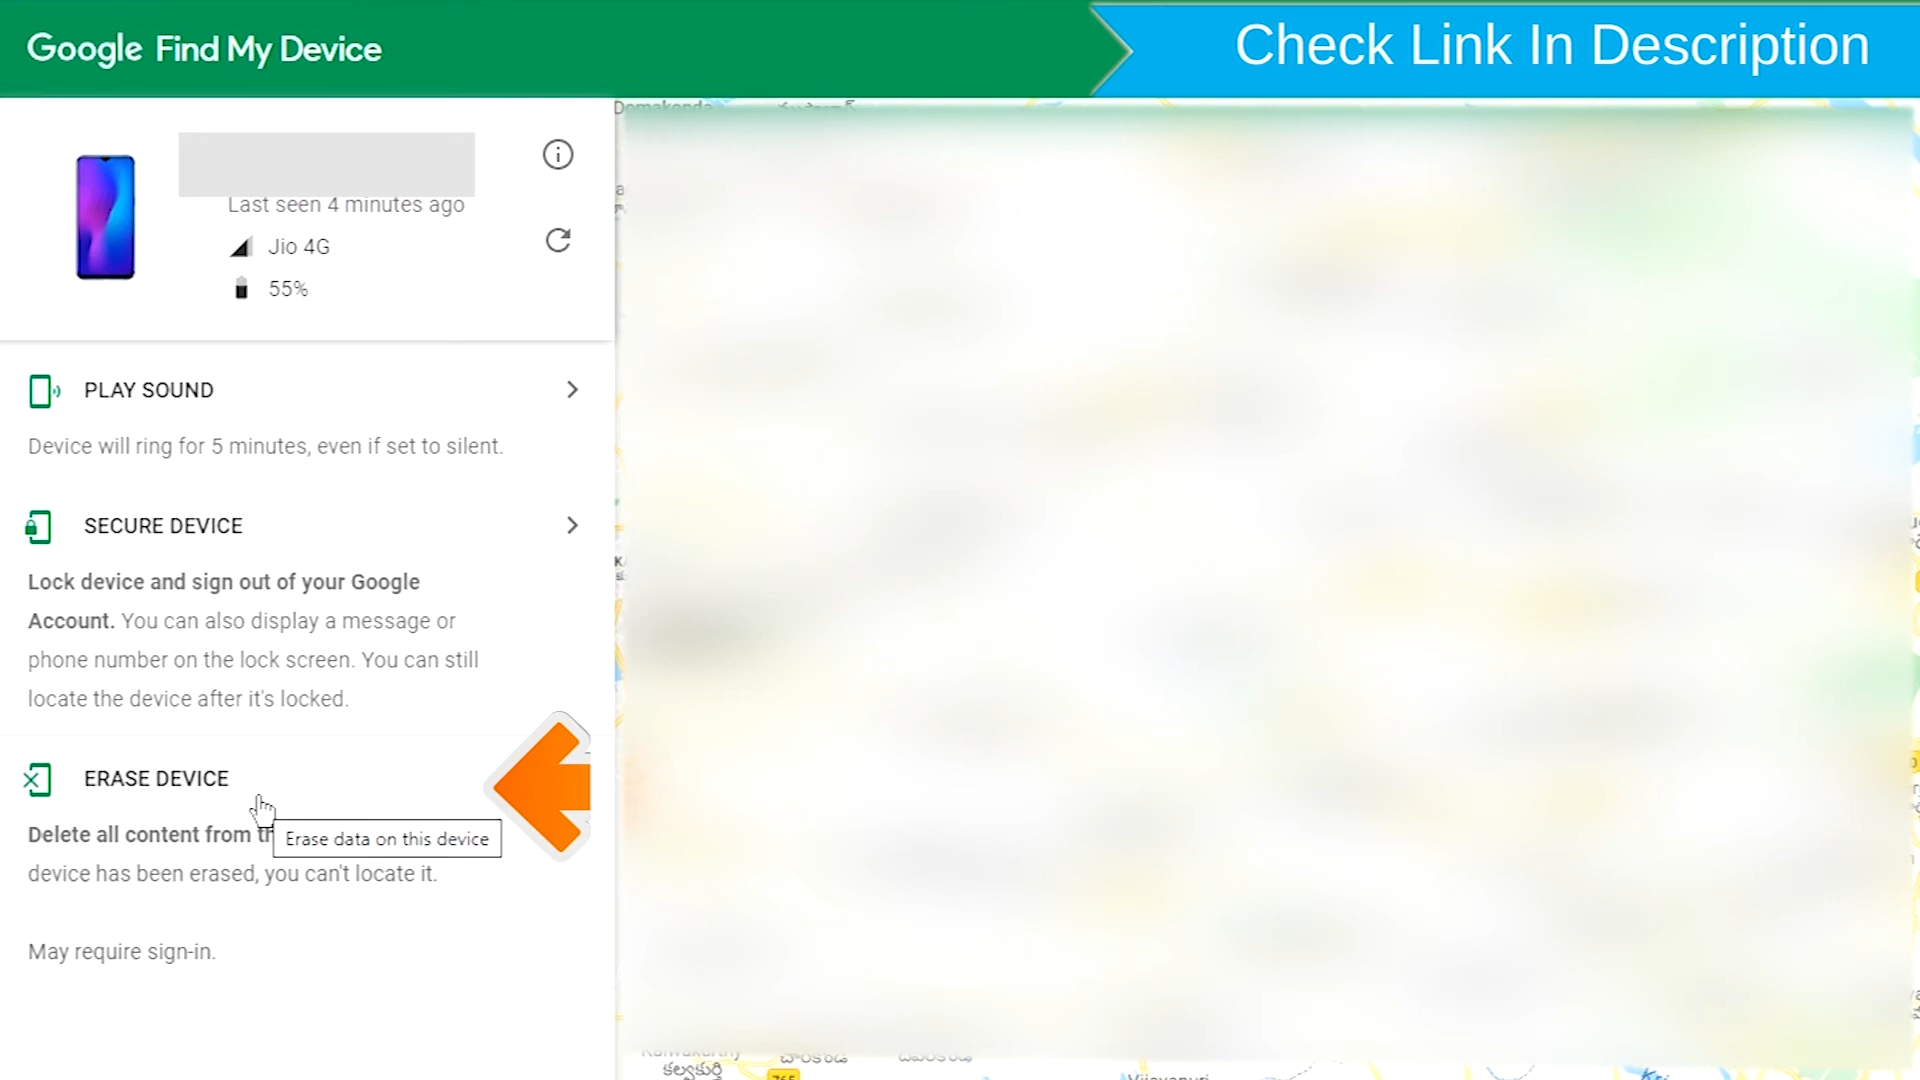 Google Find My Device
Check Link In Description
Last seen 4 minutes ago
Jio 4G
55%
PLAY SOUND
Device will ring for 5 minutes, even if set to silent.
SECURE DEVICE
Lock device and sign out of your Google
Account. You can also display a message or
phone number on the lock screen. You can still
locate the device after it's locked.
ERASE DEVICE
Delete all content from
Erase data on this device
device has been erased, you can't locate it.
May require sign-in.
కల్వకుర్తి